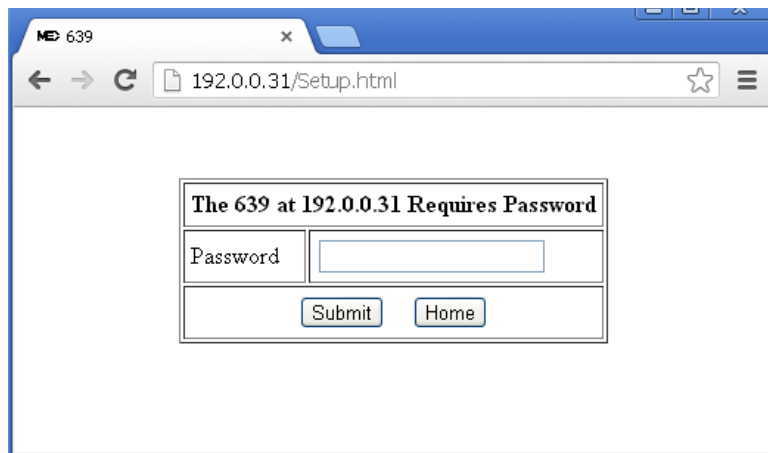 MED 639
192.0.0.31/Setup.html
The 639 at 192.0.0.31 Requires Password
Password
Submit Home